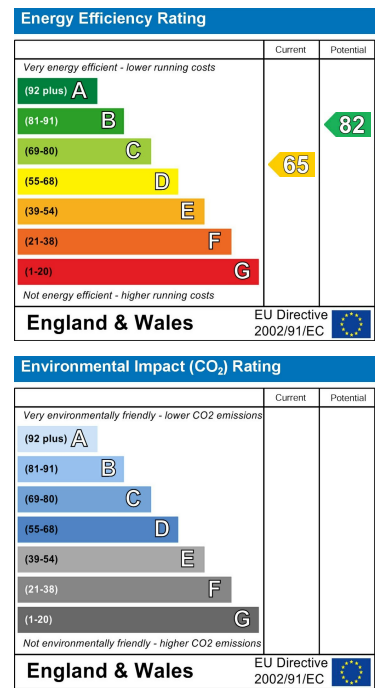 Energy Efficiency Rating
Current Potential
Very energy efficient - lower running costs
(92 plus) A
(81-91) B
82
(69-80) C
65
(55-68) D
(39-54) E
(21-38) F
(1-20) G
Not energy efficient - higher running costs
England & Wales
EU Directive
2002/91/EC
Environmental Impact (CO₂) Rating
Current Potential
Very environmentally friendly - lower CO2 emissions
(92 plus) A
(81-91) B
(69-80) C
(55-68) D
(39-54) E
(21-38) F
(1-20) G
Not environmentally friendly - higher CO2 emissions
England & Wales
EU Directive
2002/91/EC